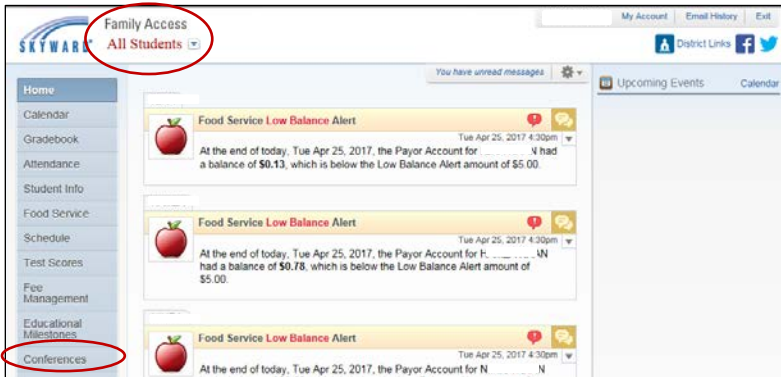 Family Access
SKYWARD
All Students
My Account Email History Exit
District Links
You have unread messages
Upcoming Events Calendar
Home
Calendar
Gradebook
Attendance
Student Info
Food Service
Schedule
Test Scores
Fee
Management
Educational
Milestones
Conferences
Food Service Low Balance Alert
Tue Apr 25, 2017 4:30pm
At the end of today, Tue Apr 25, 2017, the Payor Account for N had
a balance of $0.13, which is below the Low Balance Alert amount of $5.00.
Food Service Low Balance Alert
Tue Apr 25, 2017 4:30pm
At the end of today, Tue Apr 25, 2017, the Payor Account for H AN
had a balance of $0.78, which is below the Low Balance Alert amount of
$5.00.
Food Service Low Balance Alert
Tue Apr 25, 2017 4:30pm
At the end of today, Tue Apr 25, 2017, the Payor Account for N N